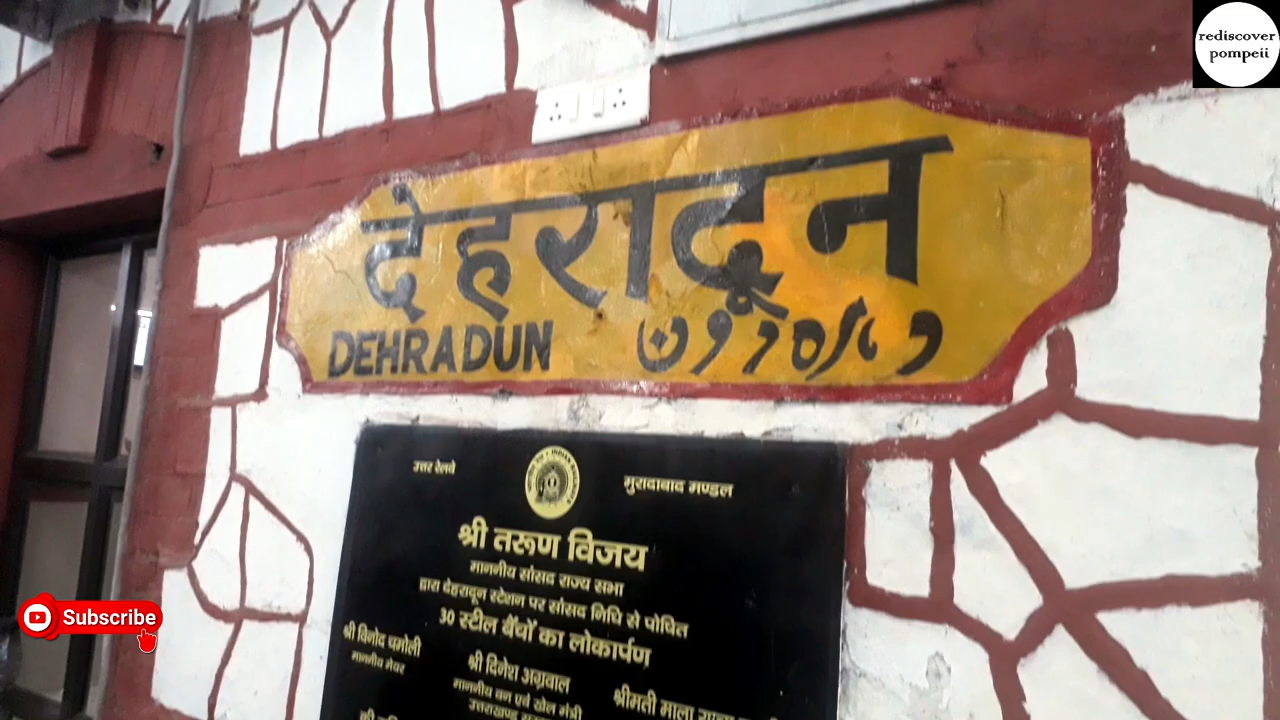 rediscover
pompeii
देहरादून
DEHRADUN
उत्तर रेलवे
मुरादाबाद मण्डल
श्री तरूण विजय
माननीय सांसद राज्य सभा
द्वारा देहरादून स्टेशन पर सांसद निधि से पोषित
30 स्टील बैंचों का लोकार्पण
श्री विनोद चमोली
माननीय मेयर
श्री दिनेश अग्रवाल
माननीय वन एवं खेल मंत्री
उत्तराखण्ड
श्रीमती माला
Subscribe